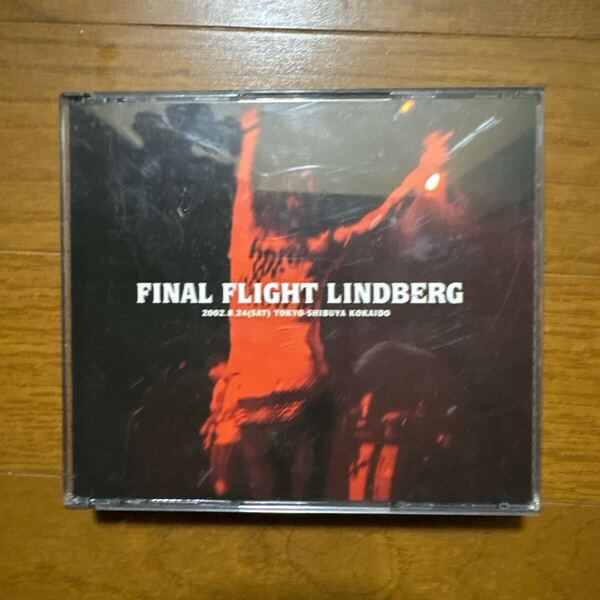 FINAL FLIGHT LINDBERG
2002.8.24(SAT) TOKYO-SHIBUYA KOKAIDO